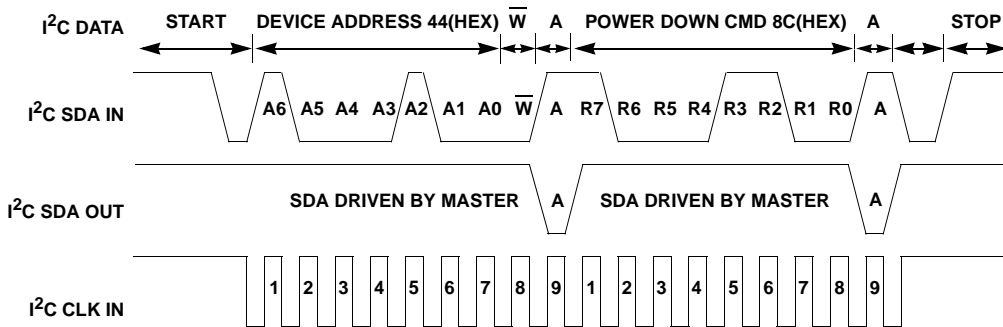 I²C DATA START DEVICE ADDRESS 44(HEX) W̅ A POWER DOWN CMD 8C(HEX) A STOP
I²C SDA IN A6 A5 A4 A3 A2 A1 A0 W̅ A R7 R6 R5 R4 R3 R2 R1 R0 A
I²C SDA OUT SDA DRIVEN BY MASTER A SDA DRIVEN BY MASTER A
I²C CLK IN 1 2 3 4 5 6 7 8 9 1 2 3 4 5 6 7 8 9